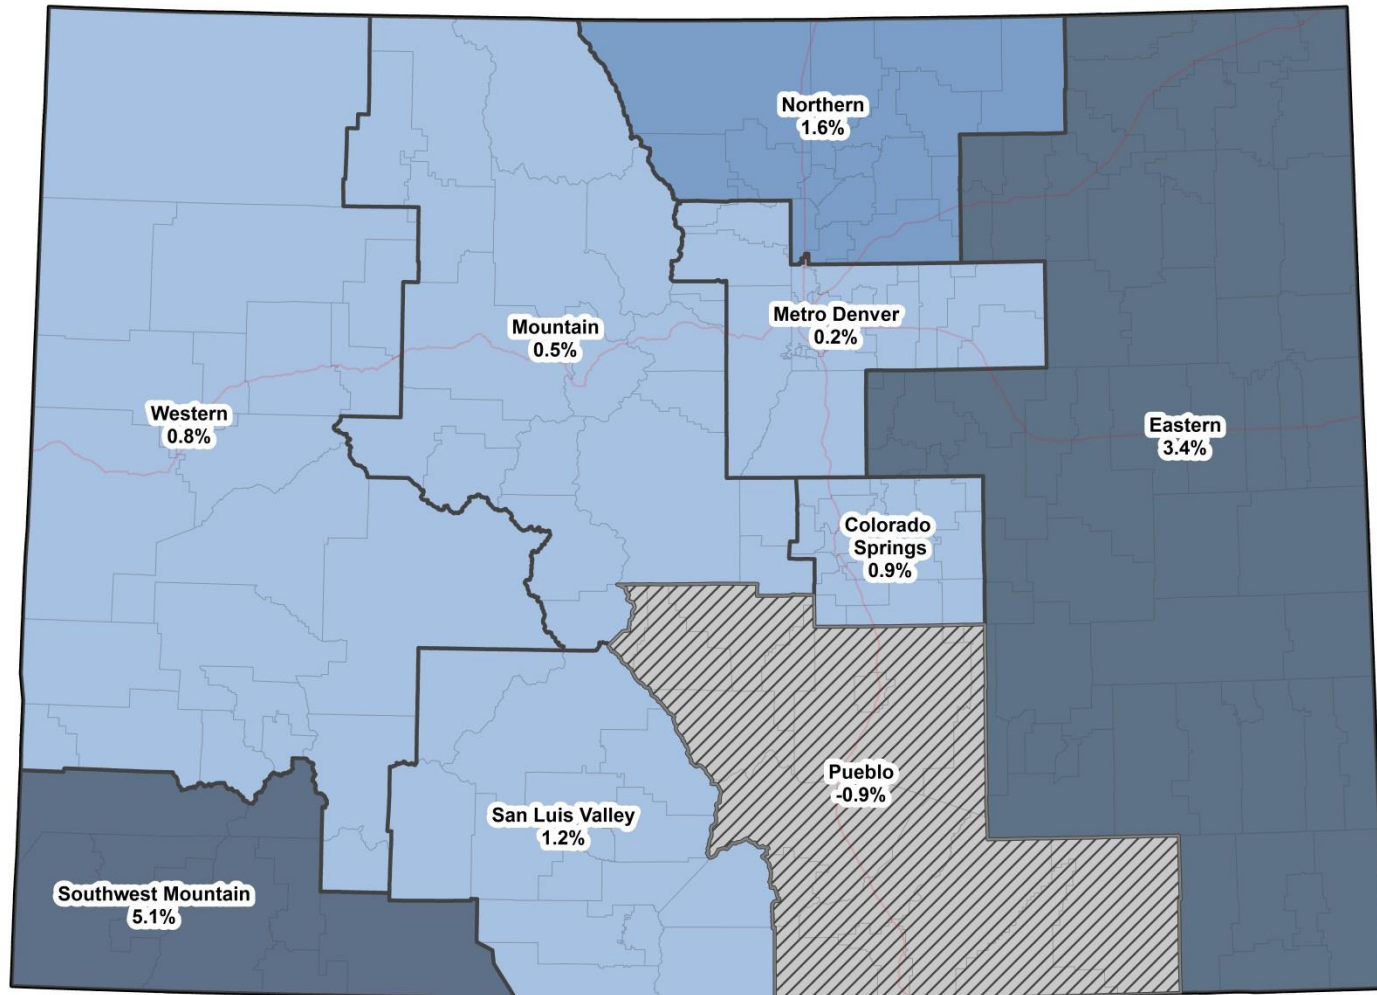 Northern
1.6%
Metro Denver
0.2%
Mountain
0.5%
Western
0.8%
Eastern
3.4%
Colorado
Springs
0.9%
Pueblo
-0.9%
San Luis Valley
1.2%
Southwest Mountain
5.1%